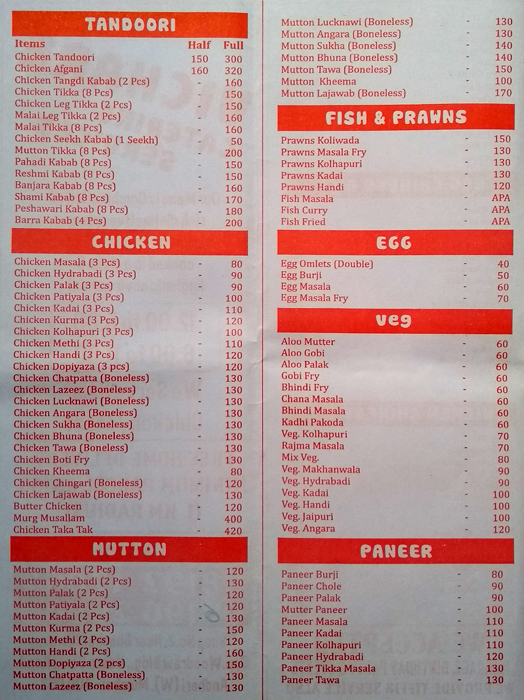 TANDOORI
Items Half Full
Chicken Tandoori 150 300
Chicken Afgani 160 320
Chicken Tangdi Kabab (2 Pcs) - 160
Chicken Tikka (8 Pcs) - 150
Chicken Leg Tikka (2 Pcs) - 150
Malai Leg Tikka (2 Pcs) - 160
Malai Tikka (8 Pcs) - 160
Chicken Seekh Kabab (1 Seekh) - 50
Mutton Tikka (8 Pcs) - 200
Pahadi Kabab (8 Pcs) - 150
Reshmi Kabab (8 Pcs) - 150
Banjara Kabab (8 Pcs) - 160
Shami Kabab (8 Pcs) - 170
Peshawari Kabab (8 Pcs) - 180
Barra Kabab (4 Pcs) - 200
CHICKEN
Chicken Masala (3 Pcs) - 80
Chicken Hydrabadi (3 Pcs) - 90
Chicken Palak (3 Pcs) - 90
Chicken Patiyala (3 Pcs) - 100
Chicken Kadai (3 Pcs) - 110
Chicken Kurma (3 Pcs) - 120
Chicken Kolhapuri (3 Pcs) - 100
Chicken Methi (3 Pcs) - 110
Chicken Handi (3 Pcs) - 120
Chicken Dopiyaza (3 pcs) - 120
Chicken Chatpatta (Boneless) - 130
Chicken Lazeez (Boneless) - 130
Chicken Lucknawi (Boneless) - 130
Chicken Angara (Boneless) - 130
Chicken Sukha (Boneless) - 130
Chicken Bhuna (Boneless) - 130
Chicken Tawa (Boneless) - 130
Chicken Boti Fry - 130
Chicken Kheema - 80
Chicken Chingari (Boneless) - 120
Chicken Lajawab (Boneless) - 130
Butter Chicken - 120
Murg Musallam - 400
Chicken Taka Tak - 420
MUTTON
Mutton Masala (2 Pcs) - 120
Mutton Hydrabadi (2 Pcs) - 130
Mutton Palak (2 Pcs) - 120
Mutton Patiyala (2 Pcs) - 120
Mutton Kadai (2 Pcs) - 130
Mutton Kurma (2 Pcs) - 150
Mutton Methi (2 Pcs) - 120
Mutton Handi (2 Pcs) - 160
Mutton Dopiyaza (2 pcs) - 150
Mutton Chatpatta (Boneless) - 130
Mutton Lazeez (Boneless) - 130
Mutton Lucknawi (Boneless) - 130
Mutton Angara (Boneless) - 130
Mutton Sukha (Boneless) - 140
Mutton Bhuna (Boneless) - 140
Mutton Tawa (Boneless) - 150
Mutton Kheema - 100
Mutton Lajawab (Boneless) - 170
FISH & PRAWNS
Prawns Koliwada - 150
Prawns Masala Fry - 130
Prawns Kolhapuri - 130
Prawns Kadai - 130
Prawns Handi - 120
Fish Masala - APA
Fish Curry - APA
Fish Fried - APA
EGG
Egg Omlets (Double) - 40
Egg Burji - 50
Egg Masala - 60
Egg Masala Fry - 70
Veg
Aloo Mutter - 60
Aloo Gobi - 60
Aloo Palak - 60
Gobi Fry - 60
Bhindi Fry - 60
Chana Masala - 60
Bhindi Masala - 60
Kadhi Pakoda - 60
Veg. Kolhapuri - 70
Rajma Masala - 70
Mix Veg. - 80
Veg. Makhanwala - 90
Veg. Hydrabadi - 90
Veg. Kadai - 100
Veg. Handi - 100
Veg. Jaipuri - 100
Veg. Angara - 120
PANEER
Paneer Burji - 80
Paneer Chole - 90
Paneer Palak - 90
Mutter Paneer - 100
Paneer Masala - 110
Paneer Kadai - 110
Paneer Kolhapuri - 110
Paneer Hydrabadi - 120
Paneer Tikka Masala - 130
Paneer Tawa - 130